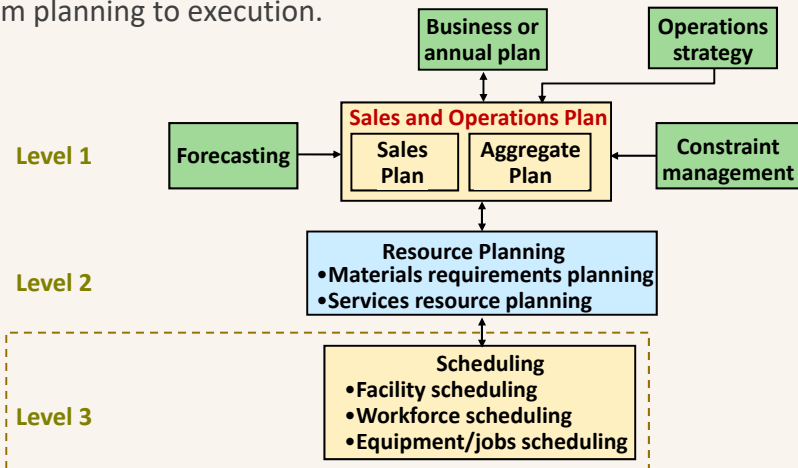 m planning to execution.
Business or
annual plan
Operations
strategy
Level 1
Forecasting
Sales and Operations Plan
Sales
Plan
Aggregate
Plan
Constraint
management
Level 2
Resource Planning
•Materials requirements planning
•Services resource planning
Level 3
Scheduling
•Facility scheduling
•Workforce scheduling
•Equipment/jobs scheduling